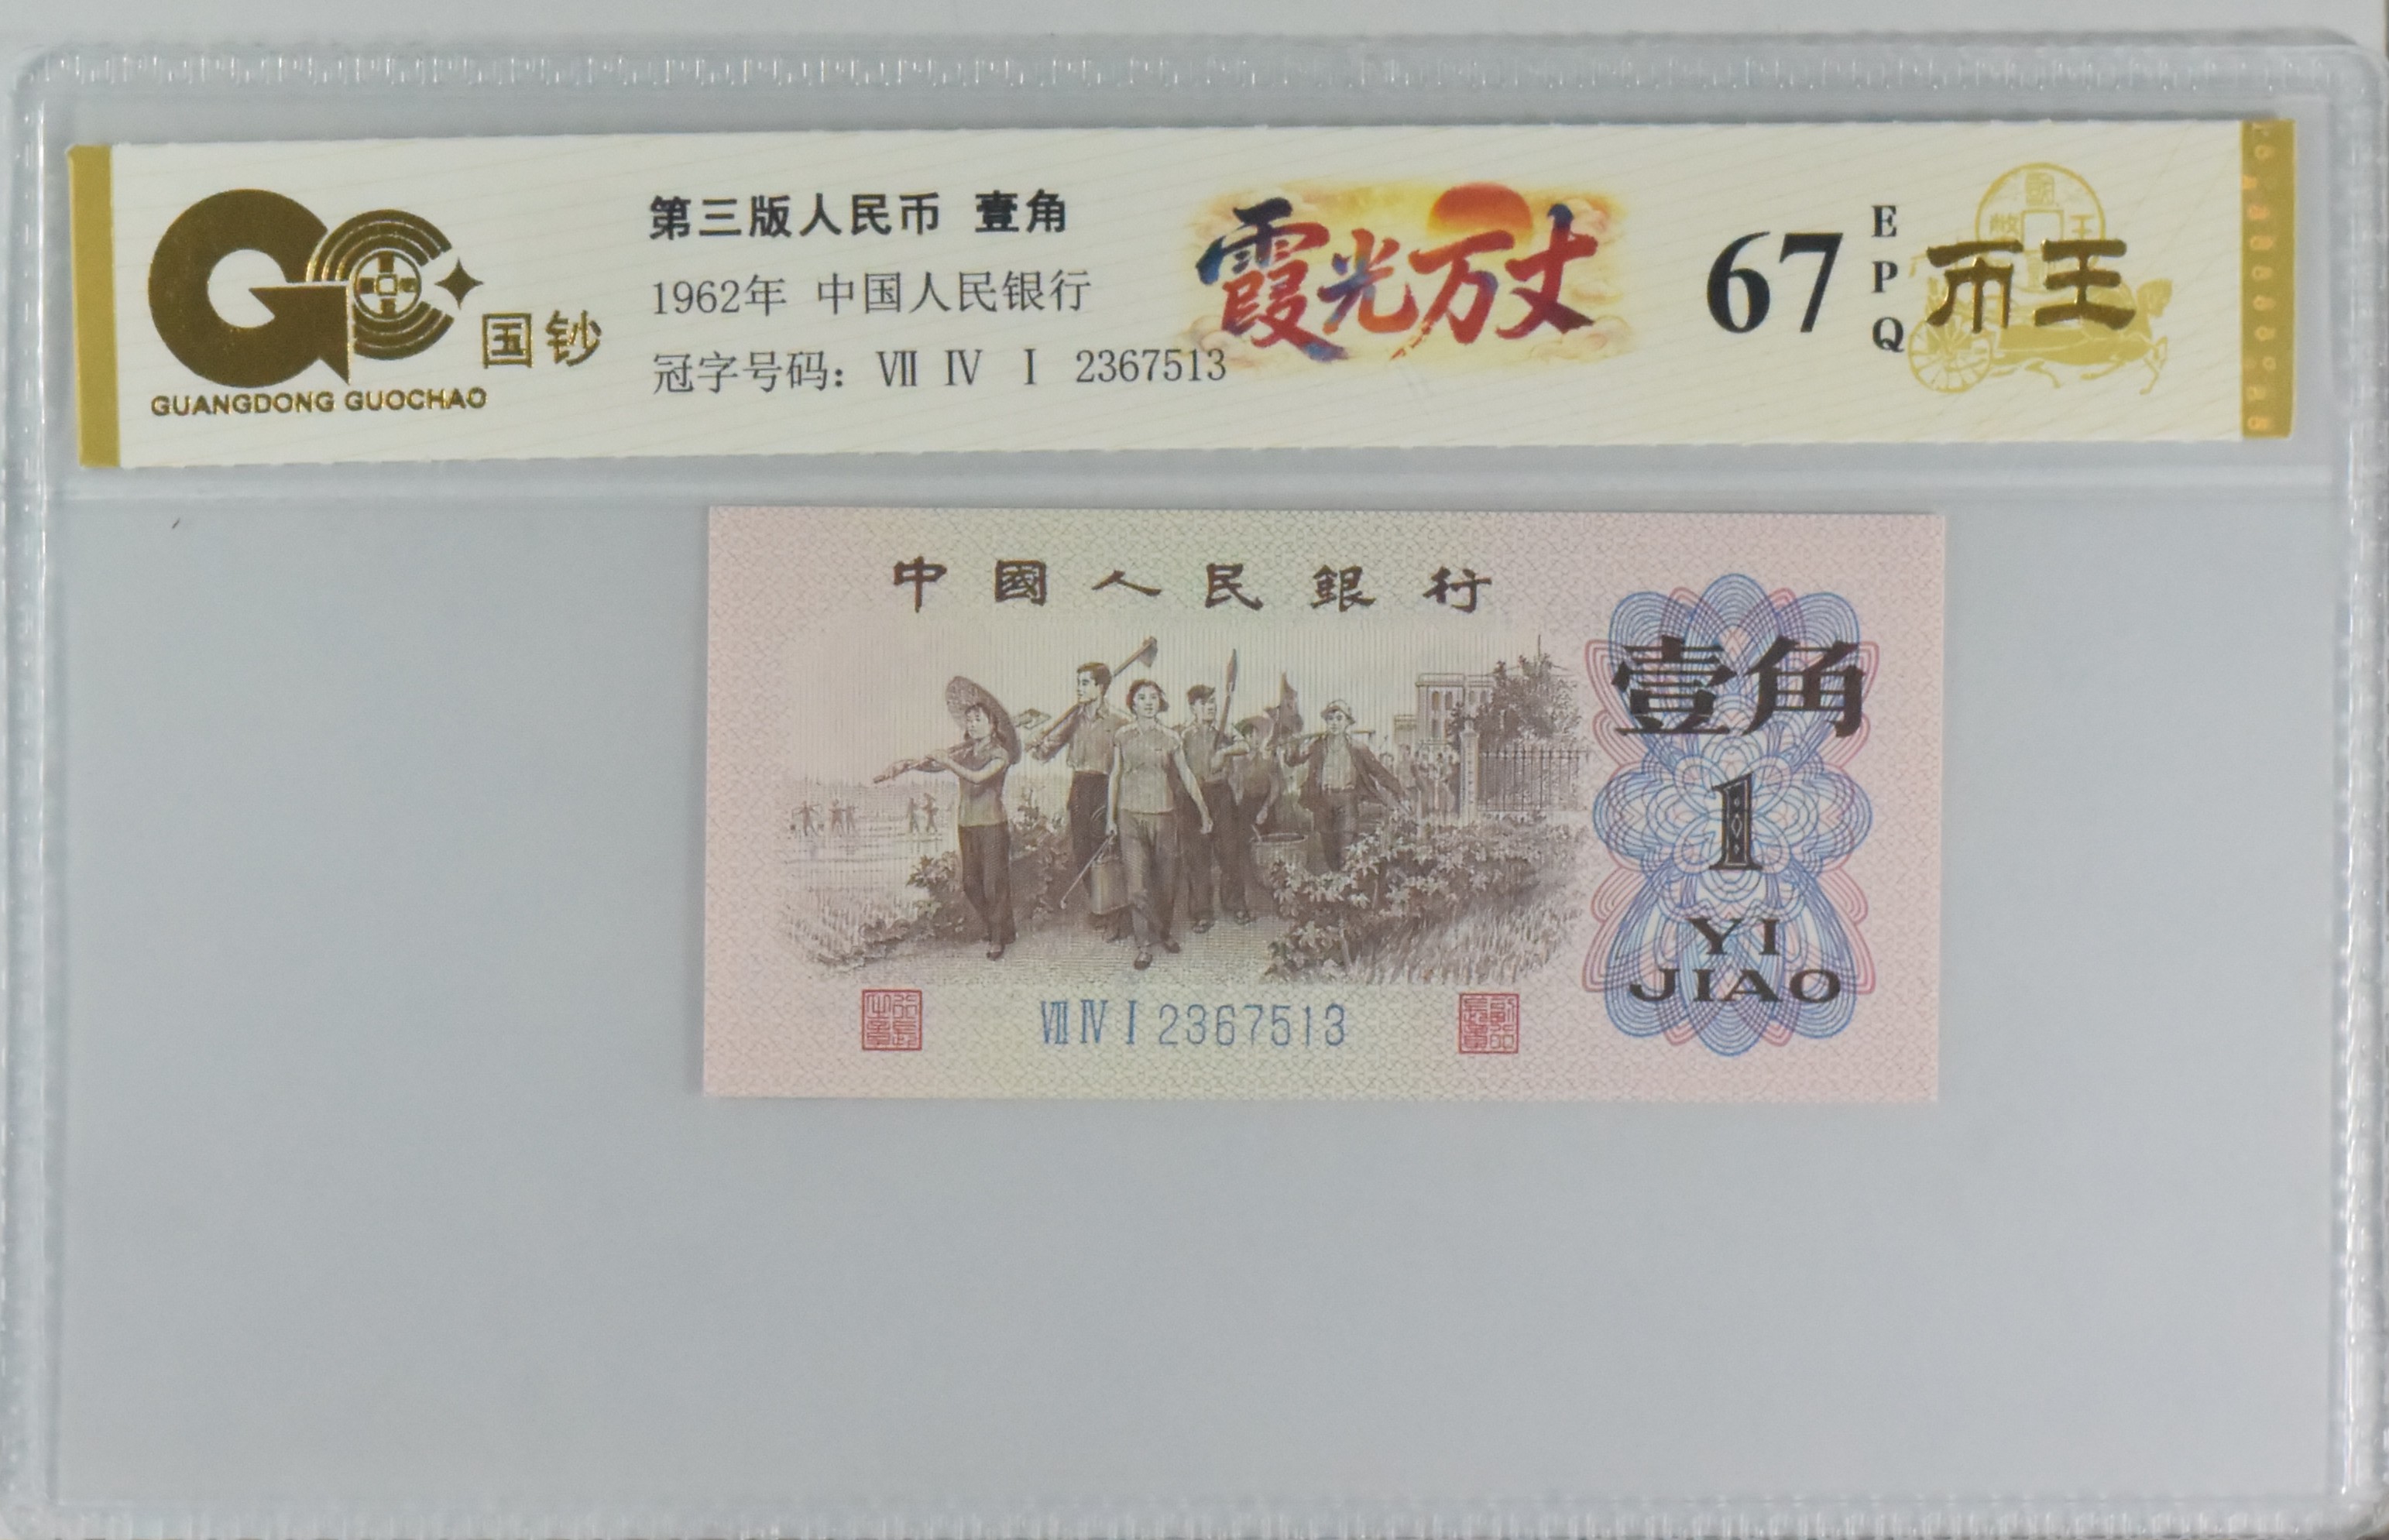 国钞
GUANGDONG GUOCHAO
第三版人民币 壹角
1962年 中国人民银行
冠字号码：Ⅶ Ⅳ Ⅰ 2367513
霞光万丈
67
EPQ
币王
中國人民銀行
壹角
1
YI
JIAO
Ⅶ Ⅳ Ⅰ 2367513